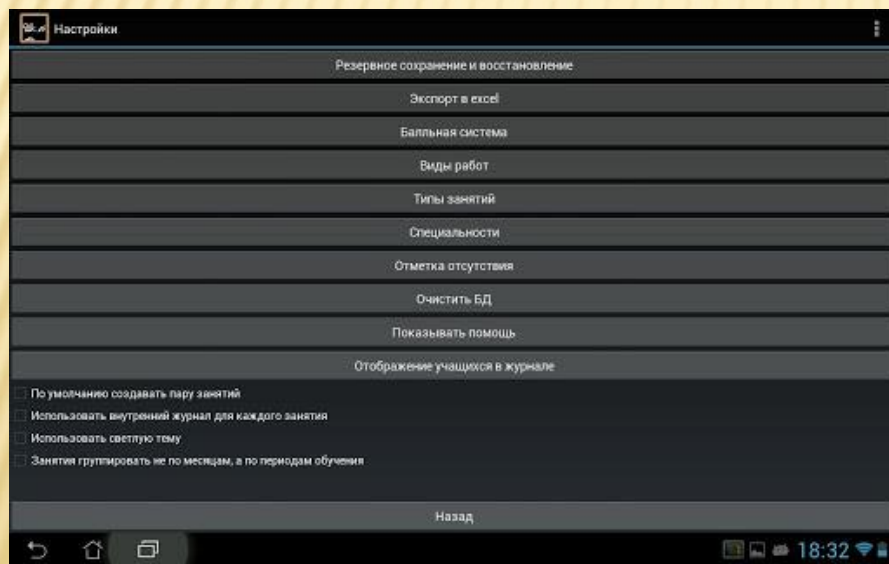 Настройки
Резервное сохранение и восстановление
Экспорт в excel
Балльная система
Виды работ
Типы занятий
Специальности
Отметка отсутствия
Очистить БД
Показывать помощь
Отображение учащихся в журнале
По умолчанию создавать пару занятий
Использовать внутренний журнал для каждого занятия
Использовать светлую тему
Занятия группировать не по месяцам, а по периодам обучения
Назад
18:32